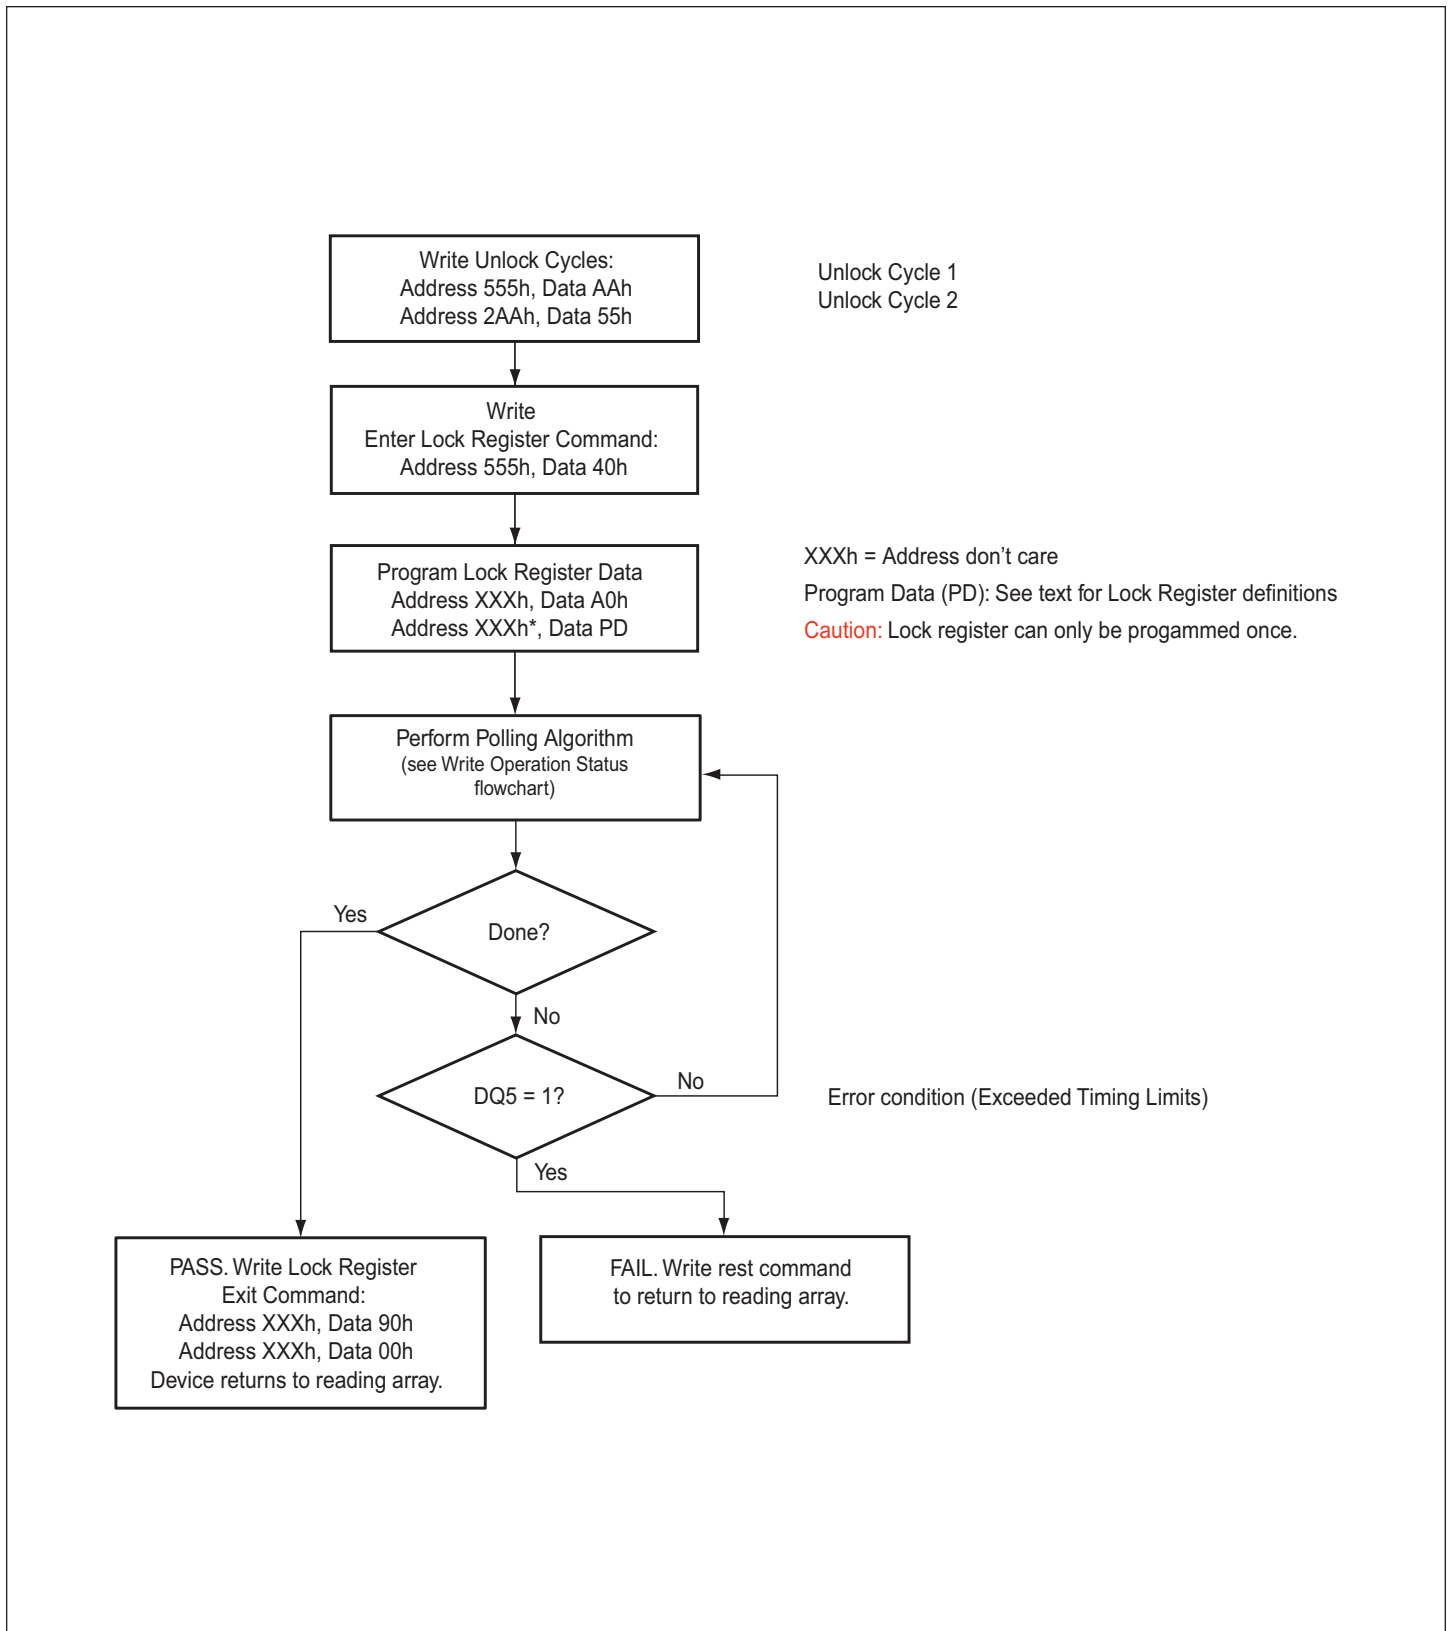 Write Unlock Cycles:
Address 555h, Data AAh
Address 2AAh, Data 55h
Unlock Cycle 1
Unlock Cycle 2
Write
Enter Lock Register Command:
Address 555h, Data 40h
Program Lock Register Data
Address XXXh, Data A0h
Address XXXh*, Data PD
XXXh = Address don't care
Program Data (PD): See text for Lock Register definitions
Caution: Lock register can only be progammed once.
Perform Polling Algorithm
(see Write Operation Status
flowchart)
Yes
Done?
No
DQ5 = 1?
No
Error condition (Exceeded Timing Limits)
Yes
PASS. Write Lock Register
Exit Command:
Address XXXh, Data 90h
Address XXXh, Data 00h
Device returns to reading array.
FAIL. Write rest command
to return to reading array.